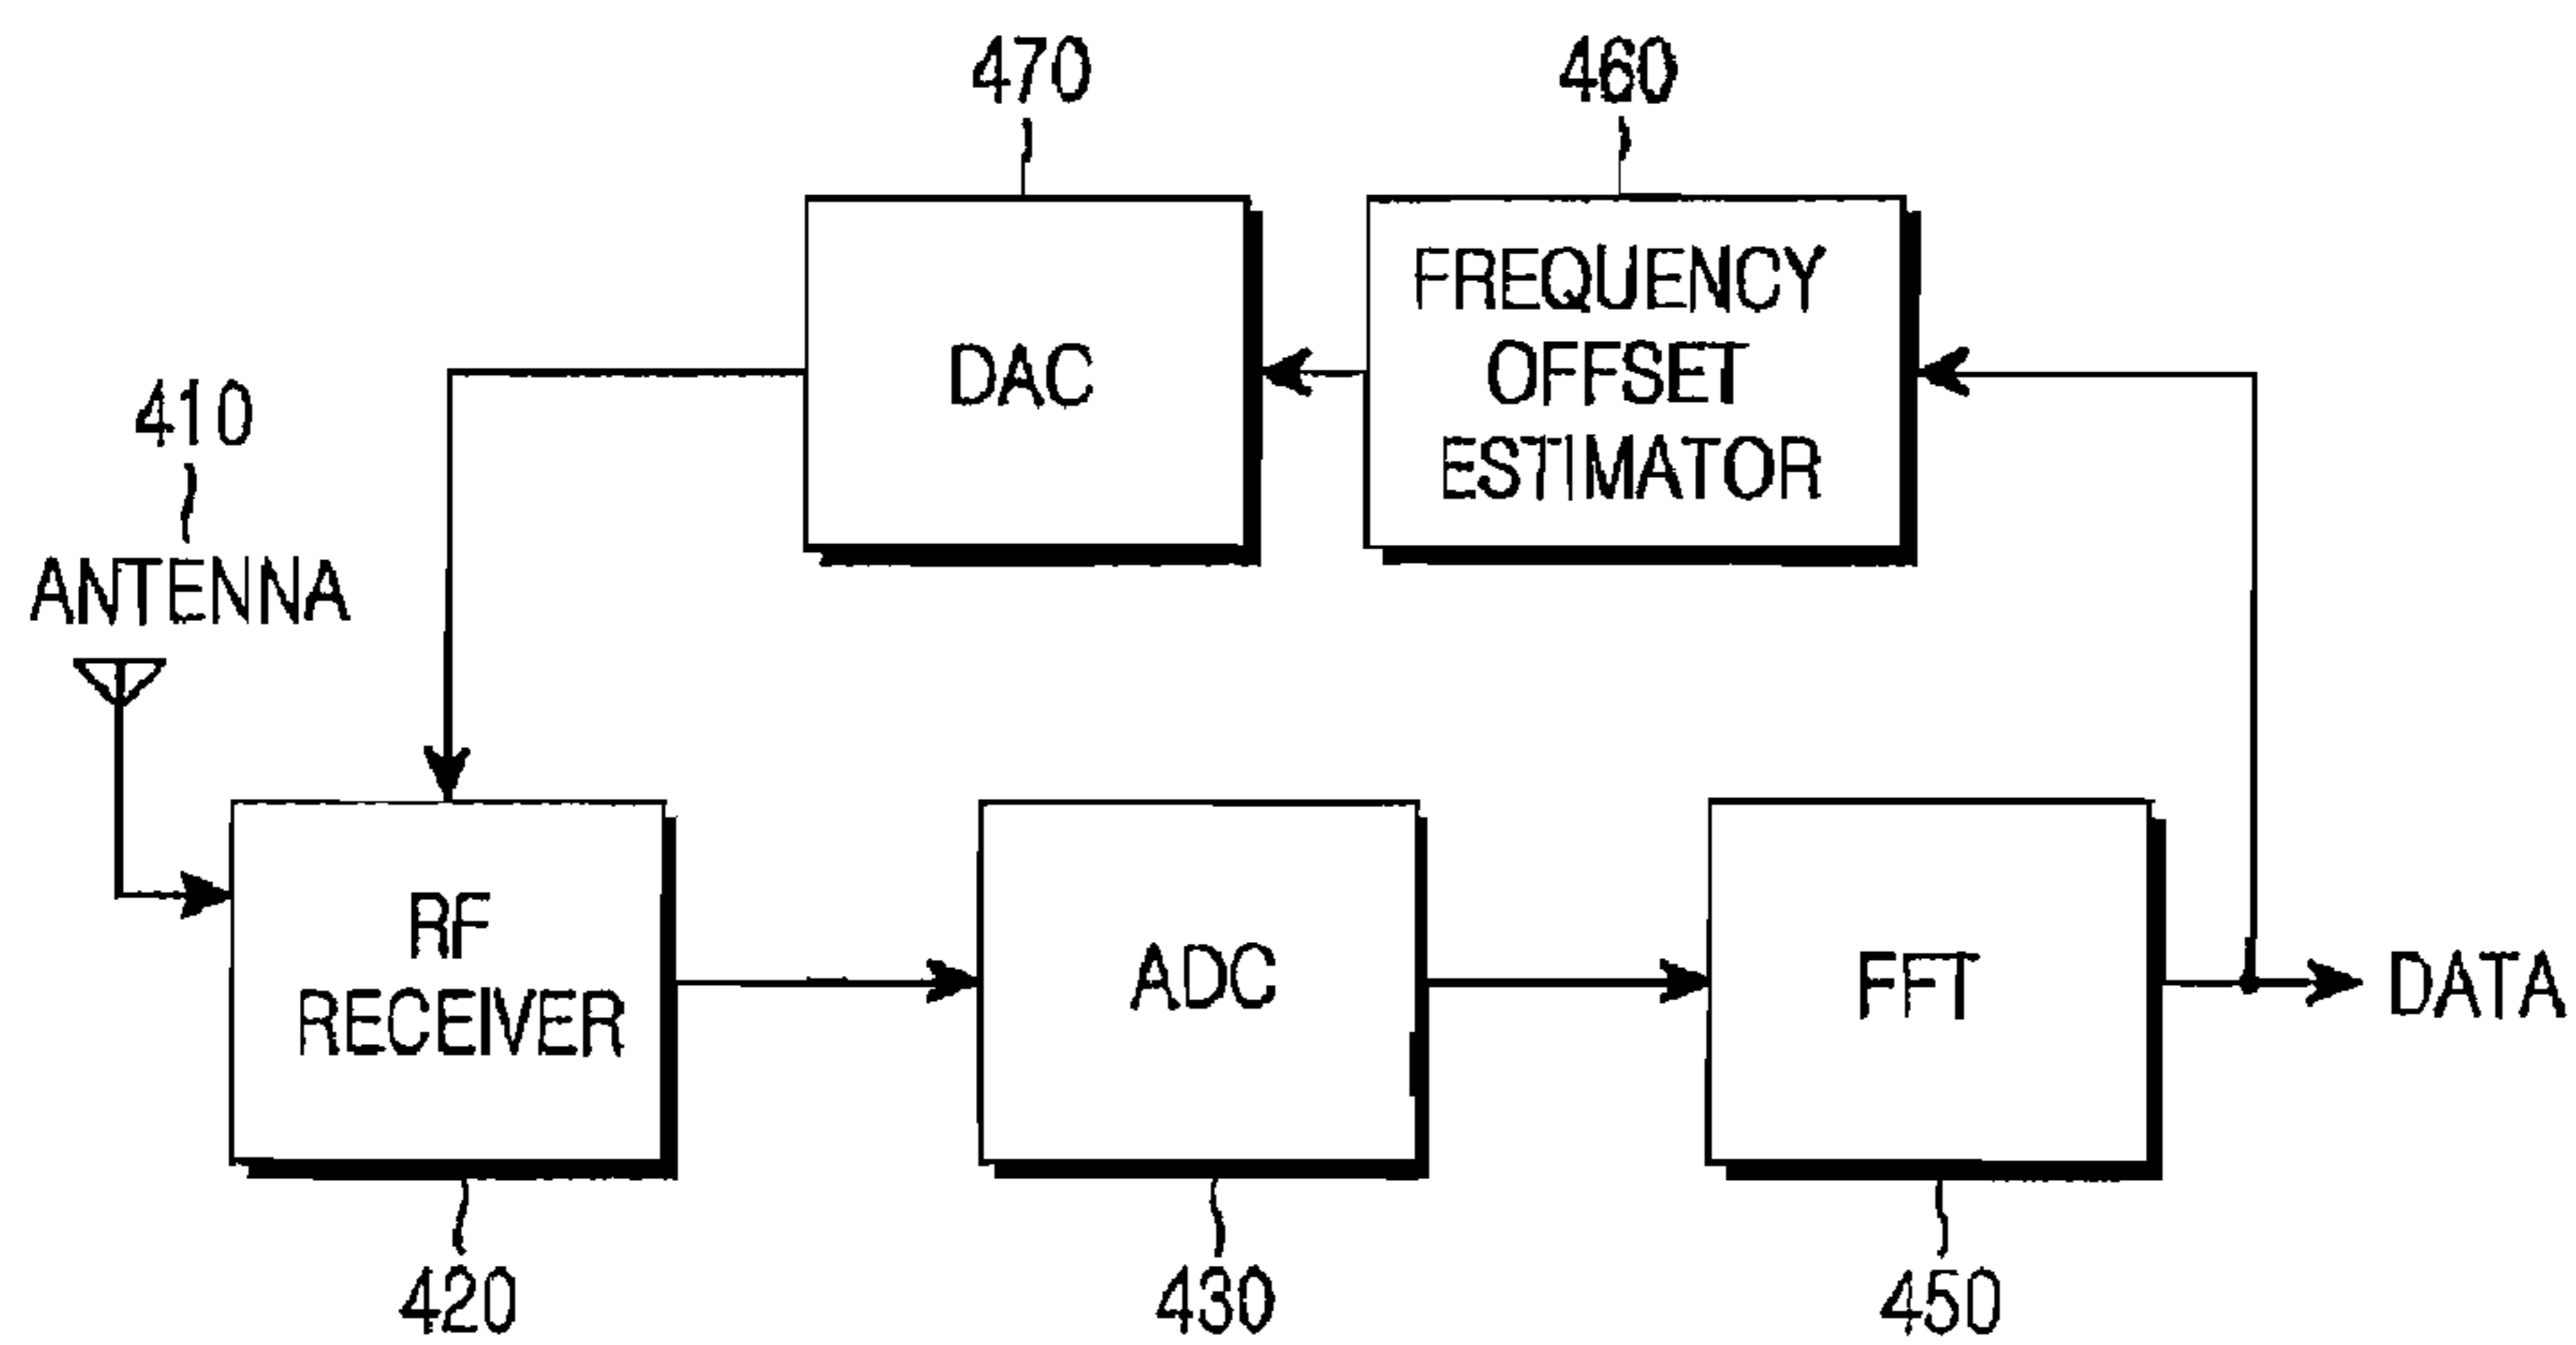 470
460
FREQUENCY
OFFSET
ESTIMATOR
DAC
410
ANTENNA
RF
RECEIVER
ADC
FFT
DATA
420
430
450